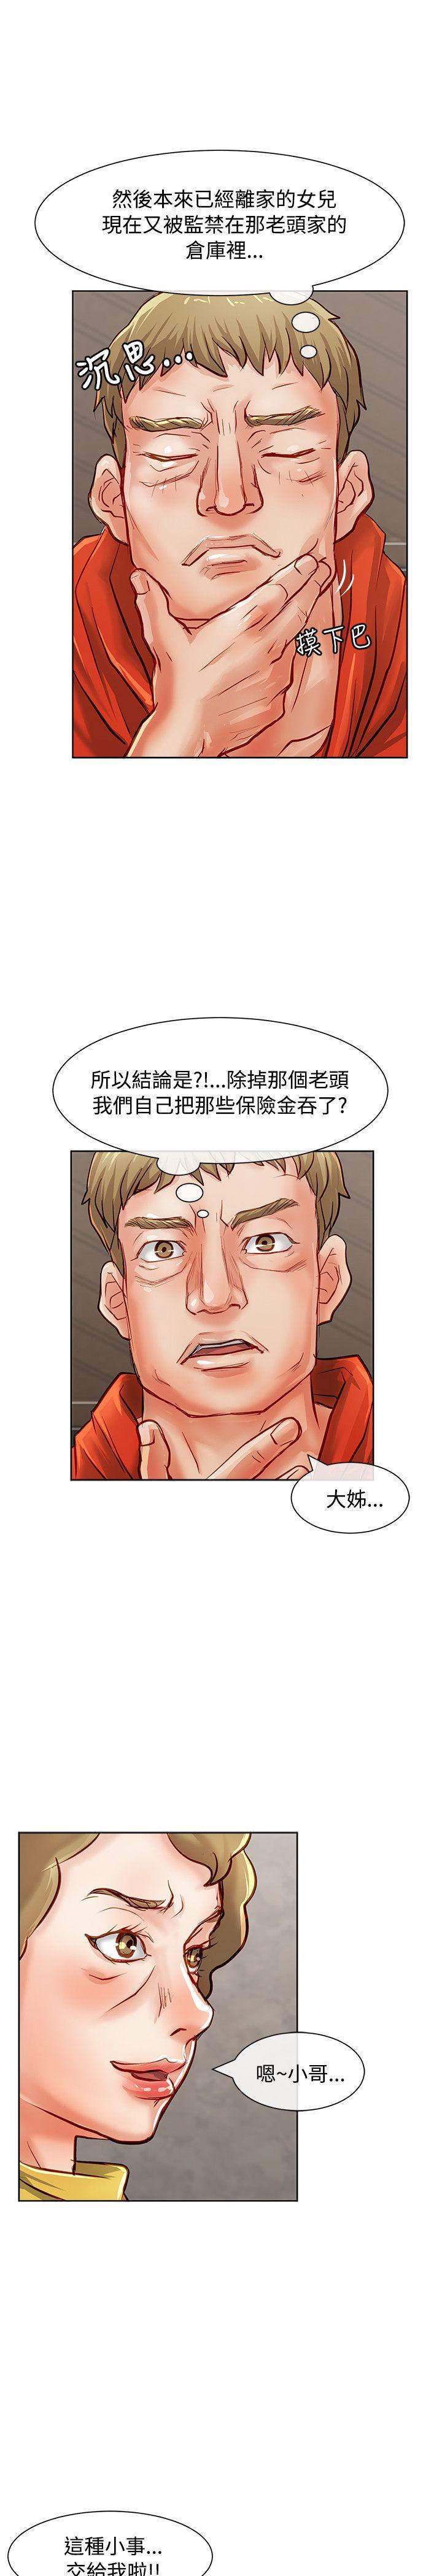 然後本來已經離家的女兒
現在又被監禁在那老頭家的
倉庫裡...
沉思...
摸下巴
所以結論是?!...除掉那個老頭
我們自己把那些保險金吞了?
大姊...
嗯~小哥...
這種小事...
交給我啦!!